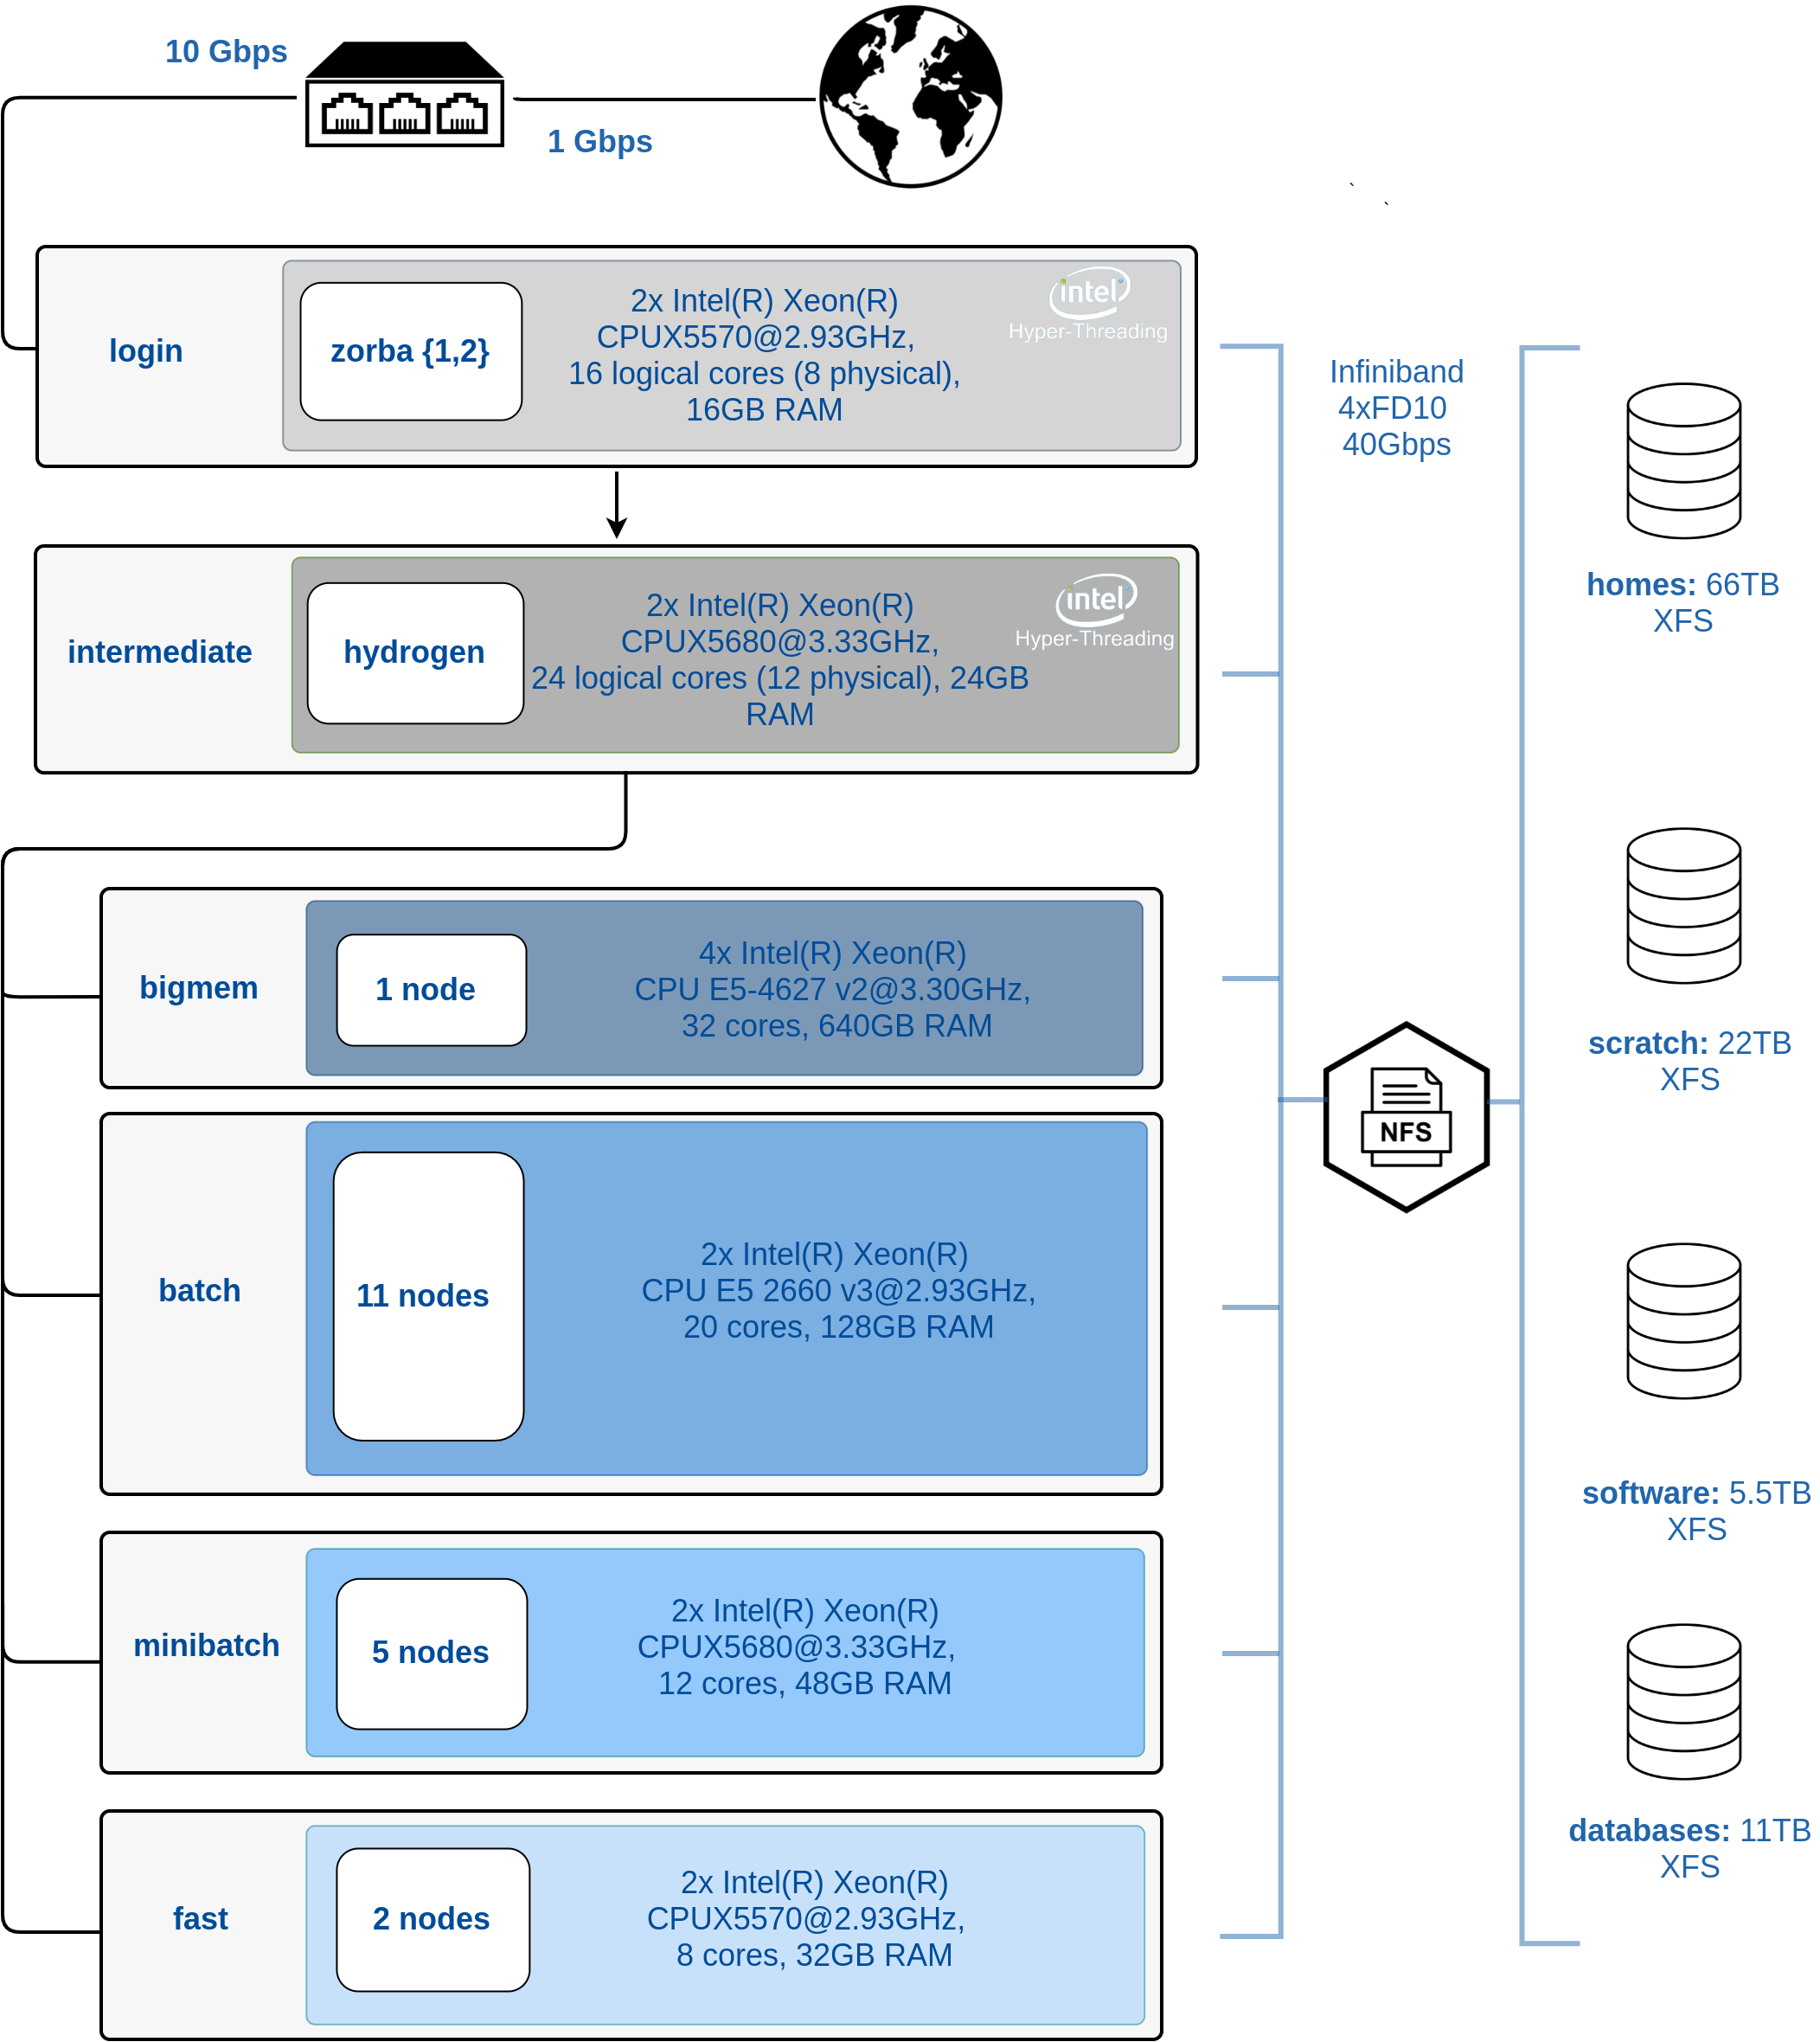 10 Gbps
1 Gbps
`
`
login
zorba {1,2}
2x Intel(R) Xeon(R)
CPUX5570@2.93GHz,
16 logical cores (8 physical),
16GB RAM
intel
Hyper-Threading
Infiniband
4xFD10
40Gbps
intermediate
hydrogen
2x Intel(R) Xeon(R)
CPUX5680@3.33GHz,
24 logical cores (12 physical), 24GB
RAM
intel
Hyper-Threading
homes: 66TB
XFS
bigmem
1 node
4x Intel(R) Xeon(R)
CPU E5-4627 v2@3.30GHz,
32 cores, 640GB RAM
scratch: 22TB
XFS
NFS
batch
11 nodes
2x Intel(R) Xeon(R)
CPU E5 2660 v3@2.93GHz,
20 cores, 128GB RAM
software: 5.5TB
XFS
minibatch
5 nodes
2x Intel(R) Xeon(R)
CPUX5680@3.33GHz,
12 cores, 48GB RAM
databases: 11TB
XFS
fast
2 nodes
2x Intel(R) Xeon(R)
CPUX5570@2.93GHz,
8 cores, 32GB RAM